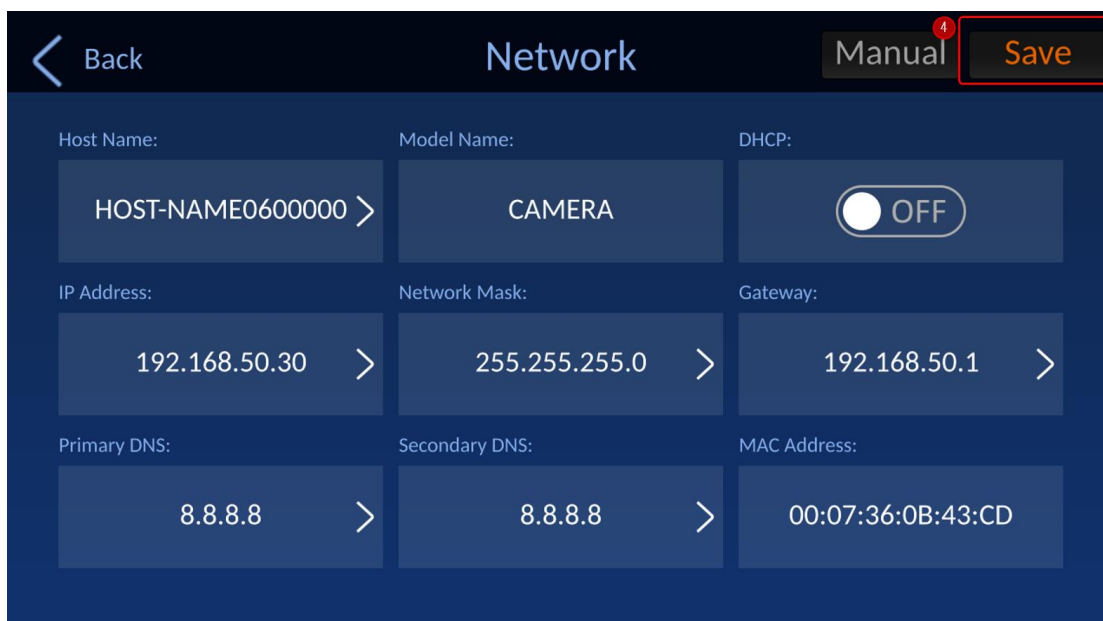 Back
Network
Manual
4
Save
Host Name:
Model Name:
DHCP:
HOST-NAME0600000
CAMERA
OFF
IP Address:
Network Mask:
Gateway:
192.168.50.30
255.255.255.0
192.168.50.1
Primary DNS:
Secondary DNS:
MAC Address:
8.8.8.8
8.8.8.8
00:07:36:0B:43:CD